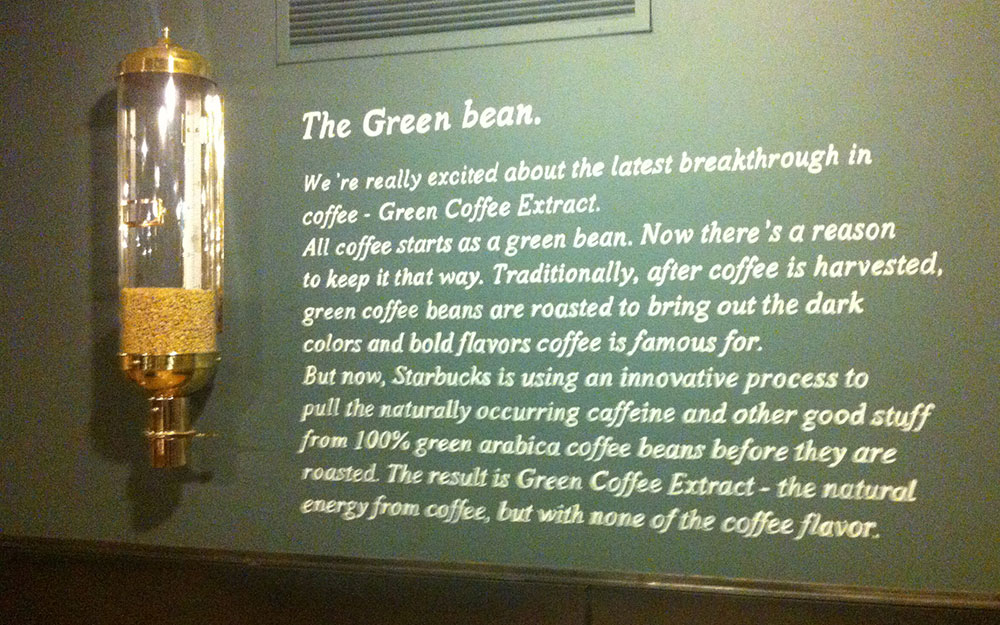 The Green bean.
We're really excited about the latest breakthrough in
coffee - Green Coffee Extract.
All coffee starts as a green bean. Now there's a reason
to keep it that way. Traditionally, after coffee is harvested,
green coffee beans are roasted to bring out the dark
colors and bold flavors coffee is famous for.
But now, Starbucks is using an innovative process to
pull the naturally occurring caffeine and other good stuff
from 100% green arabica coffee beans before they are
roasted. The result is Green Coffee Extract - the natural
energy from coffee, but with none of the coffee flavor.